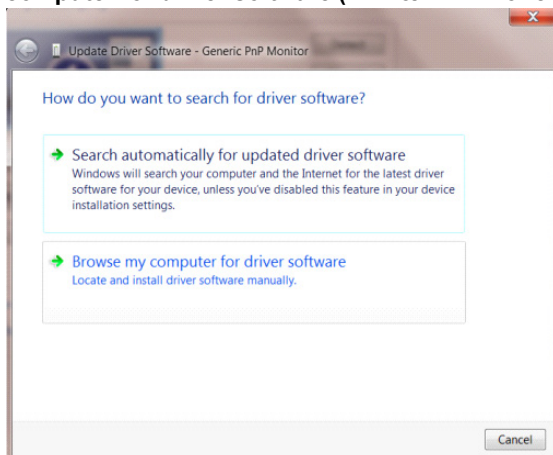 Update Driver Software - Generic PnP Monitor
How do you want to search for driver software?
Search automatically for updated driver software
Windows will search your computer and the Internet for the latest driver
software for your device, unless you've disabled this feature in your device
installation settings.
Browse my computer for driver software
Locate and install driver software manually.
Cancel